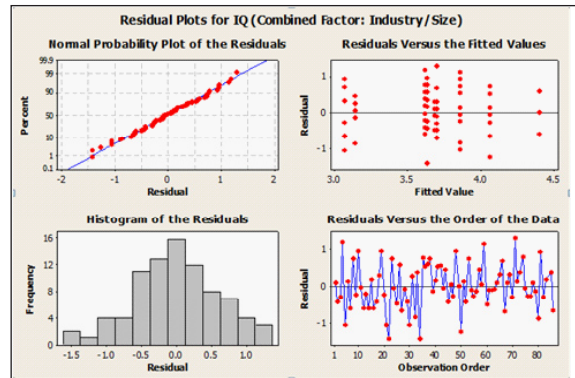 Residual Plots for IQ (Combined Factor: Industry/Size)
Normal Probability Plot of the Residuals
99.9
99
90
50
10
1
0.1
Percent
-2 -1 0 1 2
Residual
Residuals Versus the Fitted Values
1
0
-1
Residual
3.0 3.5 4.0 4.5
Fitted Value
Histogram of the Residuals
16
12
8
4
0
Frequency
-1.5 -1.0 -0.5 0.0 0.5 1.0
Residual
Residuals Versus the Order of the Data
1
0
-1
Residual
1 10 20 30 40 50 60 70 80
Observation Order